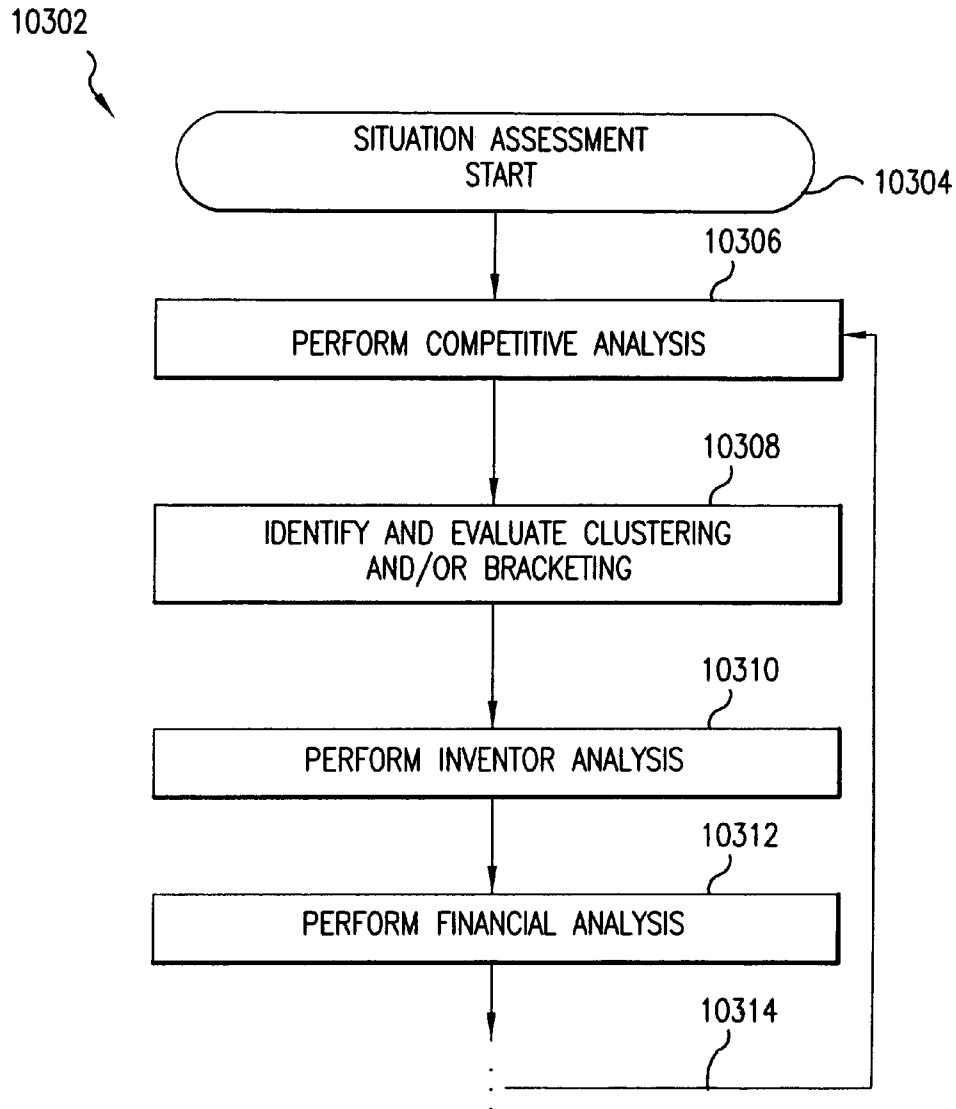 10302
SITUATION ASSESSMENT
START
10304
10306
PERFORM COMPETITIVE ANALYSIS
10308
IDENTIFY AND EVALUATE CLUSTERING
AND/OR BRACKETING
10310
PERFORM INVENTOR ANALYSIS
10312
PERFORM FINANCIAL ANALYSIS
10314